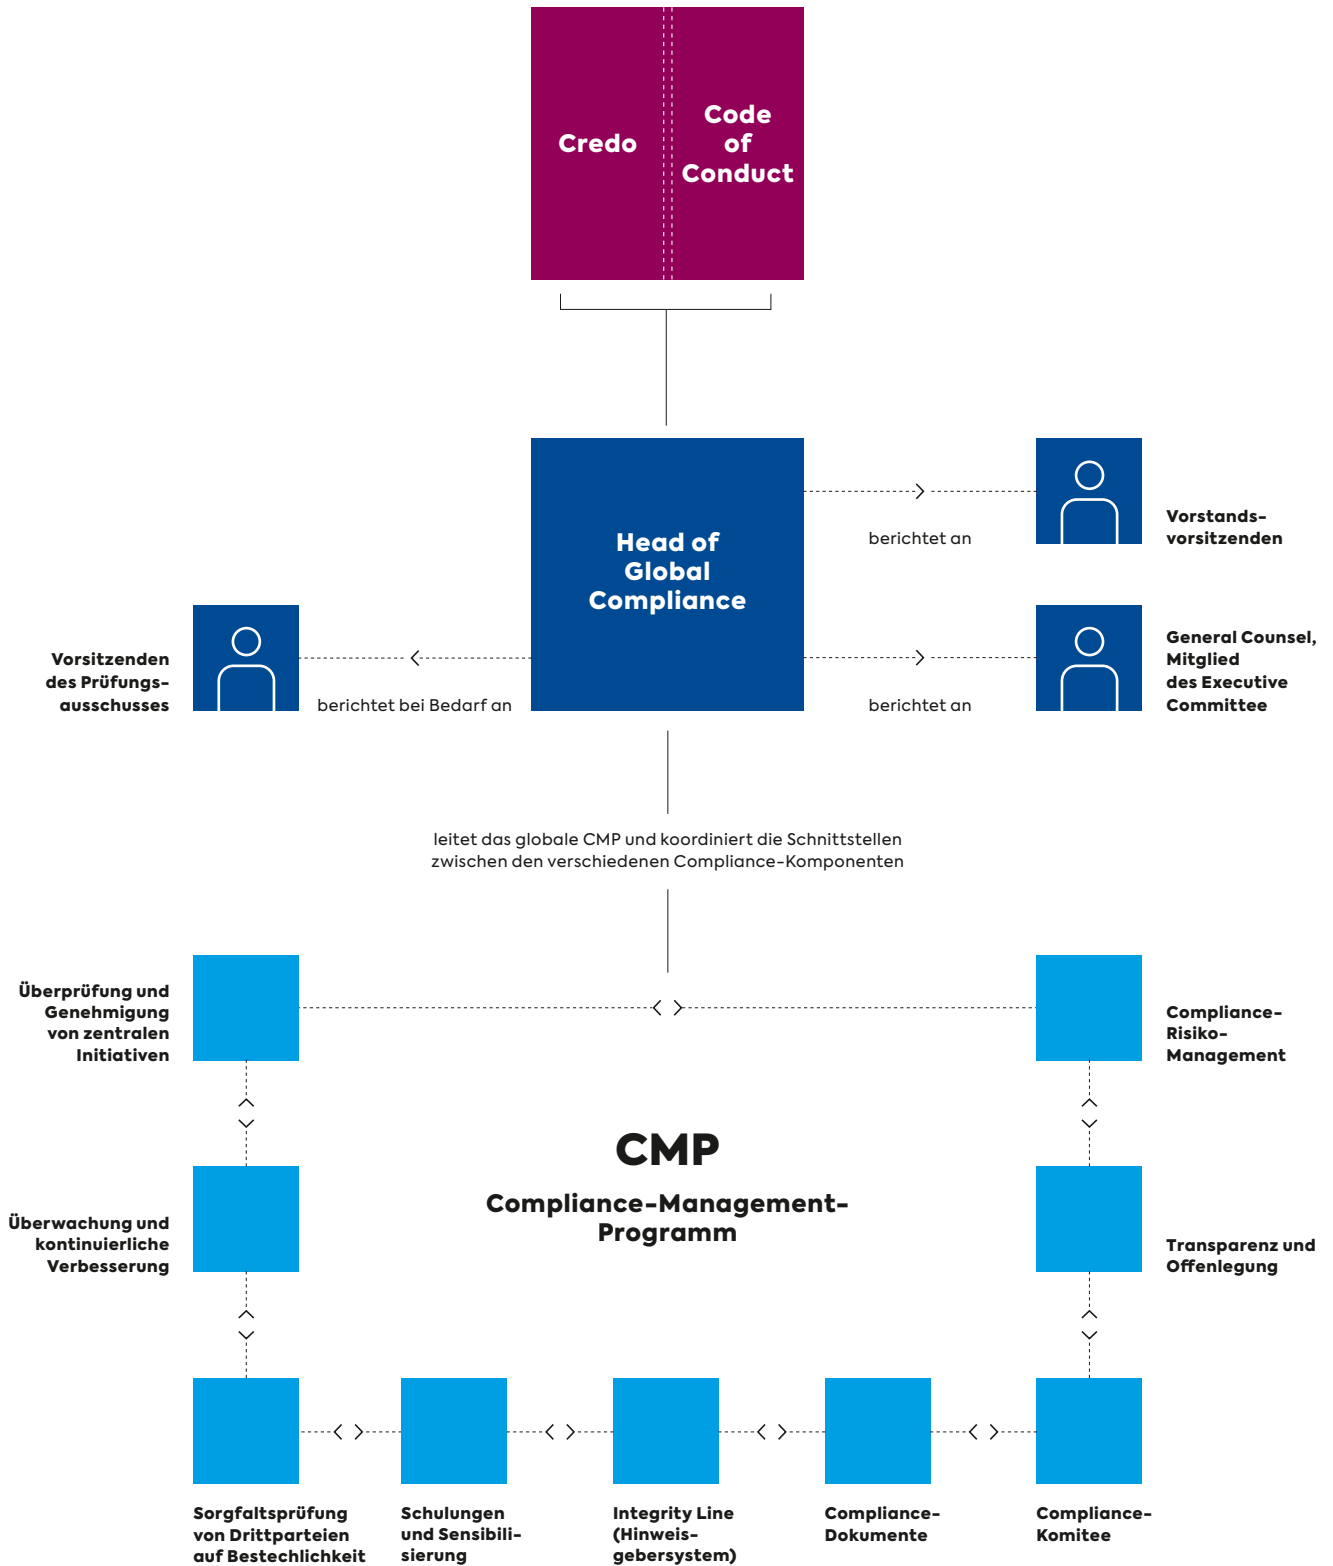 Credo
Code
of
Conduct
Head of
Global
Compliance
berichtet an
Vorstands-
vorsitzenden
Vorsitzenden
des Prüfungs-
ausschusses
berichtet bei Bedarf an
berichtet an
General Counsel,
Mitglied
des Executive
Committee
leitet das globale CMP und koordiniert die Schnittstellen
zwischen den verschiedenen Compliance-Komponenten
Überprüfung und
Genehmigung
von zentralen
Initiativen
Compliance-
Risiko-
Management
CMP
Compliance-Management-
Programm
Überwachung und
kontinuierliche
Verbesserung
Transparenz und
Offenlegung
Sorgfaltsprüfung
von Drittparteien
auf Bestechlichkeit
Schulungen
und Sensibili-
sierung
Integrity Line
(Hinweis-
gebersystem)
Compliance-
Dokumente
Compliance-
Komitee